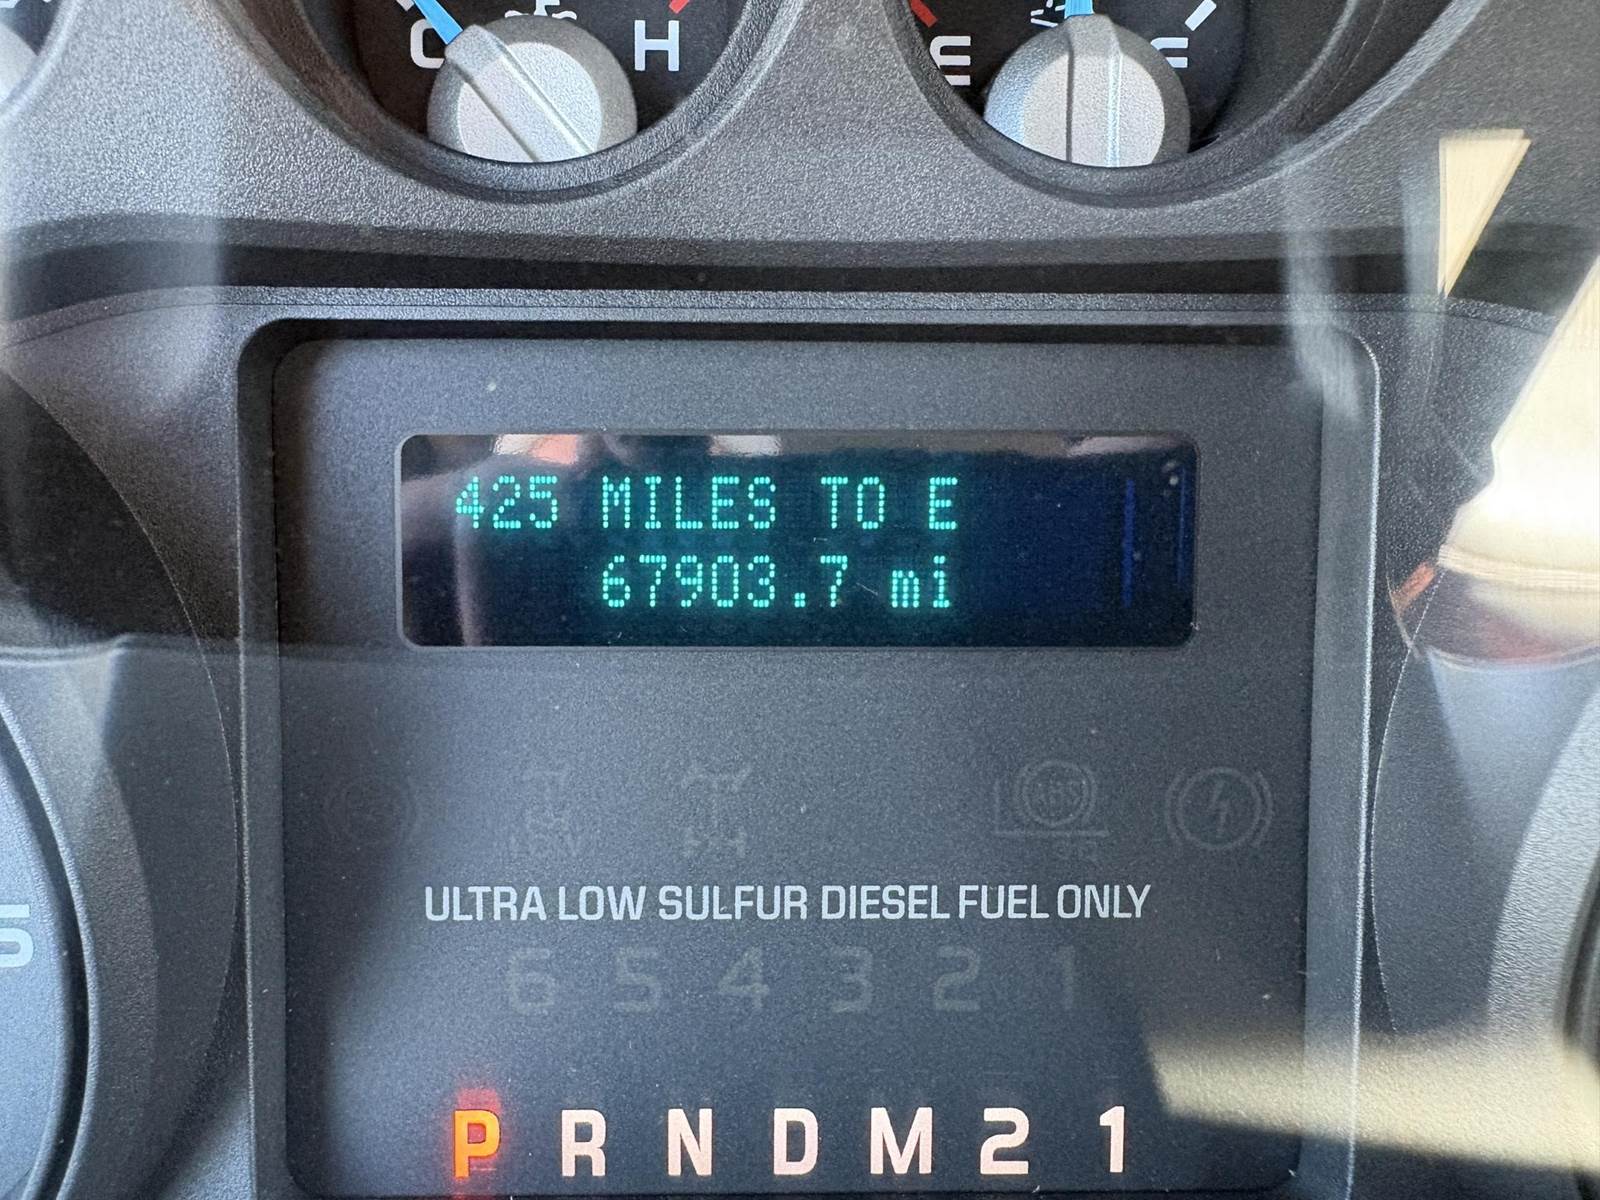 C H E F
425 MILES TO E
67903.7 mi
ULTRA LOW SULFUR DIESEL FUEL ONLY
6 5 4 3 2 1
P R N D M 2 1